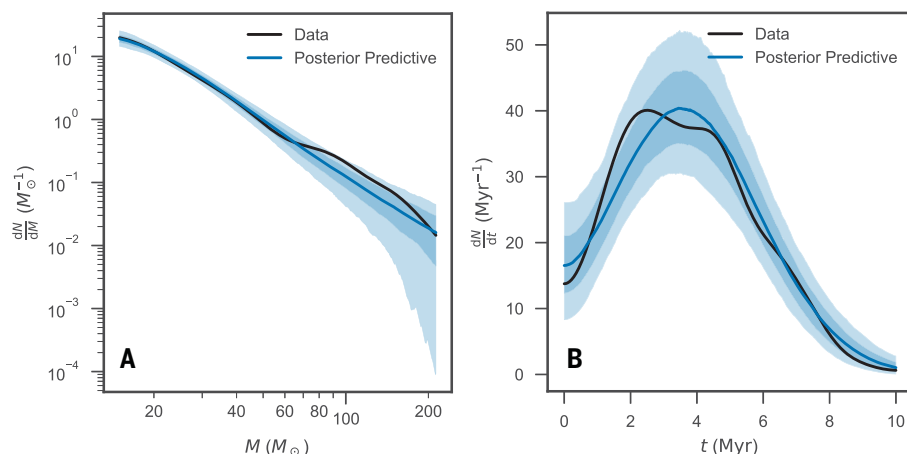 Data
Posterior Predictive
10^1
10^0
10^{-1}
10^{-2}
10^{-3}
10^{-4}
dN/dM (M_⊙^{-1})
A
20 40 60 80 100 200
M (M_⊙)
Data
Posterior Predictive
50
40
30
20
10
0
dN/dt (Myr^{-1})
B
0 2 4 6 8 10
t (Myr)